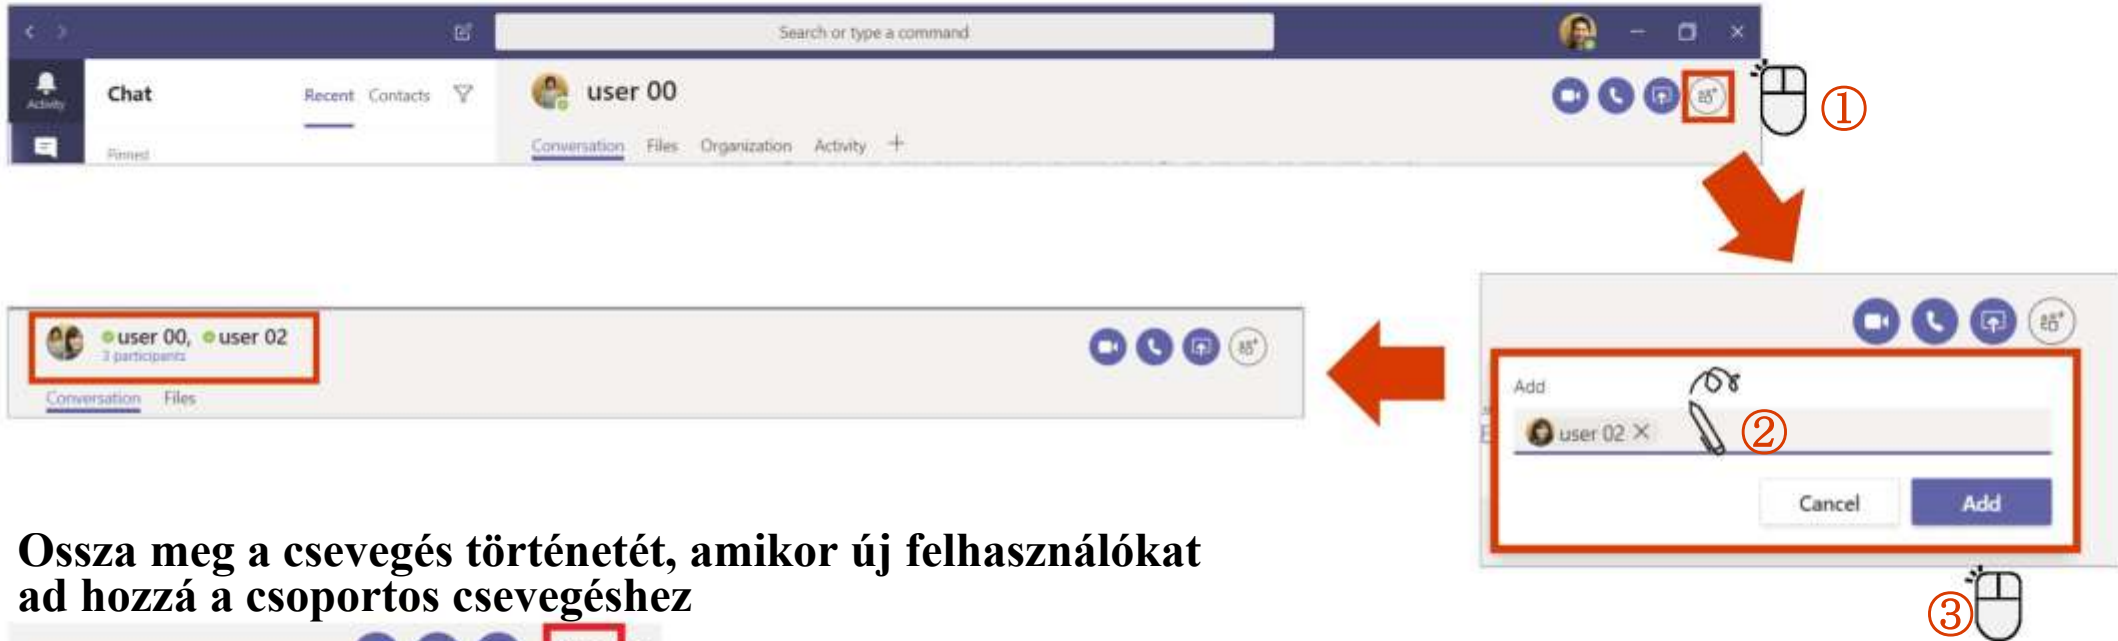 Search or type a command
Activity
Chat
Recent Contacts
user 00
①
Pinned
Conversation Files Organization Activity
user 00, user 02
3 participants
Conversation Files
Add
user 02
②
Cancel Add
③
Ossza meg a csevegés történetét, amikor új felhasználókat
ad hozzá a csoportos csevegéshez